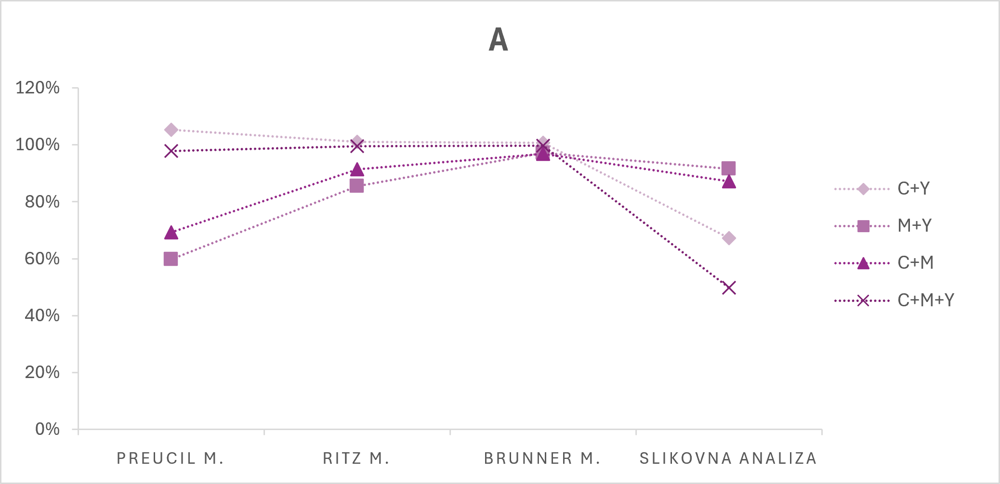 A
120%
100%
80%
60%
40%
20%
0%
PREUCIL M.
RITZ M.
BRUNNER M.
SLIKOVNA ANALIZA
C+Y
M+Y
C+M
C+M+Y